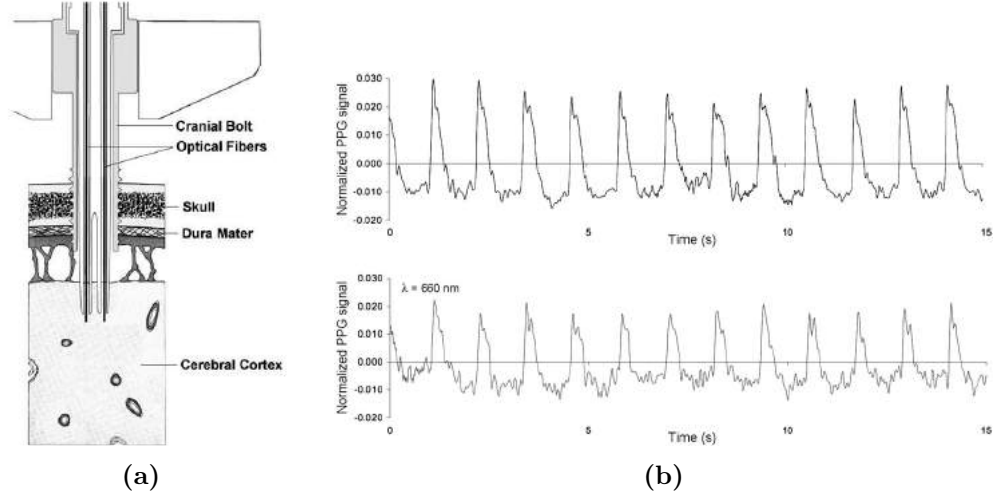 Cranial Bolt
Optical Fibers
Skull
Dura Mater
Cerebral Cortex
(a)
Normalized PPG signal
0.030
0.020
0.010
0.000
-0.010
-0.020
0
5
10
15
Time (s)
λ = 660 nm
Normalized PPG signal
0.030
0.020
0.010
0.000
-0.010
-0.020
0
5
10
15
Time (s)
(b)